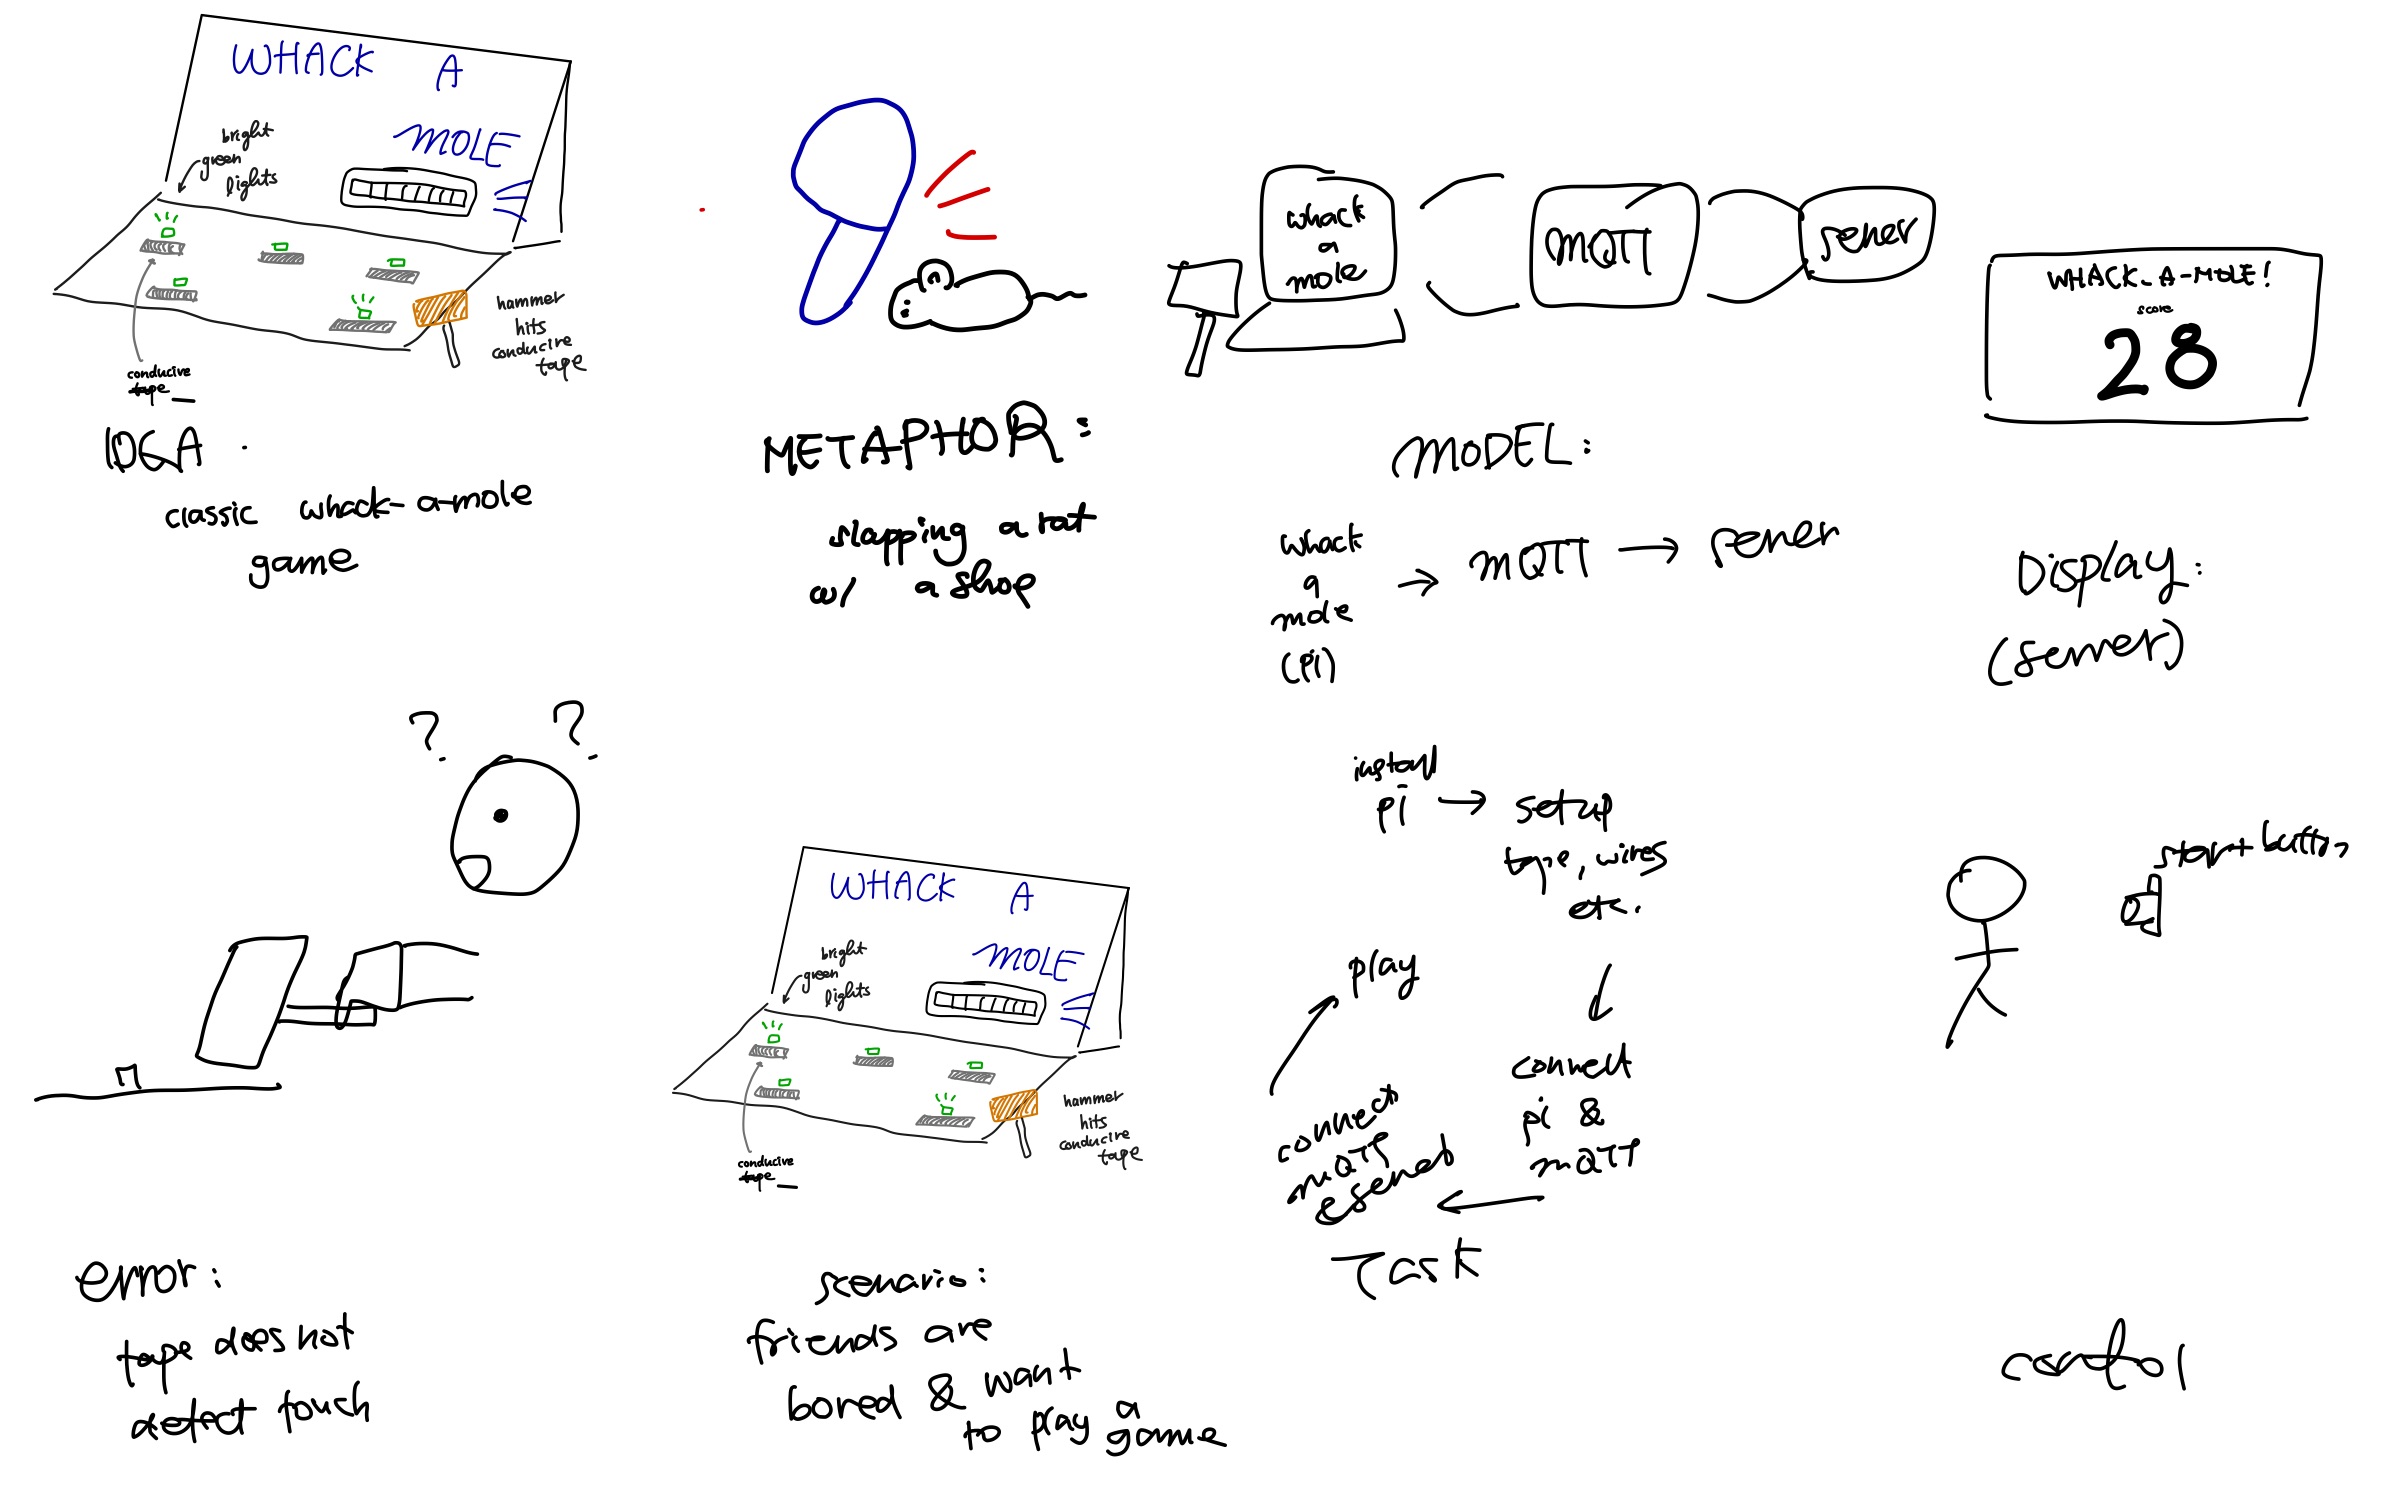 WHACK A
MOLE
bright
green
lights
conducive
tape
hammer
hits
conducire
tape
IDEA.
classic whack-a-mole
game
METAPHOR:
slapping a rat
w/ a shop
whack
a
mole
MQTT
server
MODEL:
whack
a
mole
(pi)
→ MQTT → server
WHACK-A-MOLE!
score
28
Display:
(server)
? ?
error:
tape does not
detect touch
WHACK A
MOLE
bright
green
lights
conducive
tape
hammer
hits
conducire
tape
scenario:
friends are
bored & want
to play a
game
install
pi → setup
tape, wires
etc.
connect
pi &
MQTT
connect
MQTT
play
Task
start button
control